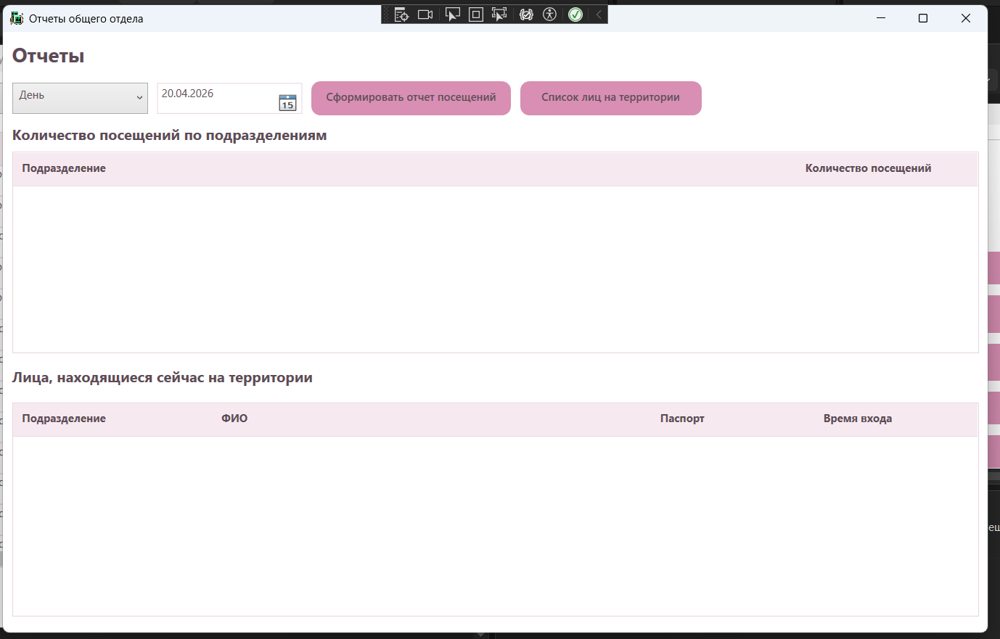 Отчеты общего отдела
Отчеты
День
20.04.2026
15
Сформировать отчет посещений
Список лиц на территории
Количество посещений по подразделениям
Подразделение
Количество посещений
Лица, находящиеся сейчас на территории
Подразделение
ФИО
Паспорт
Время входа